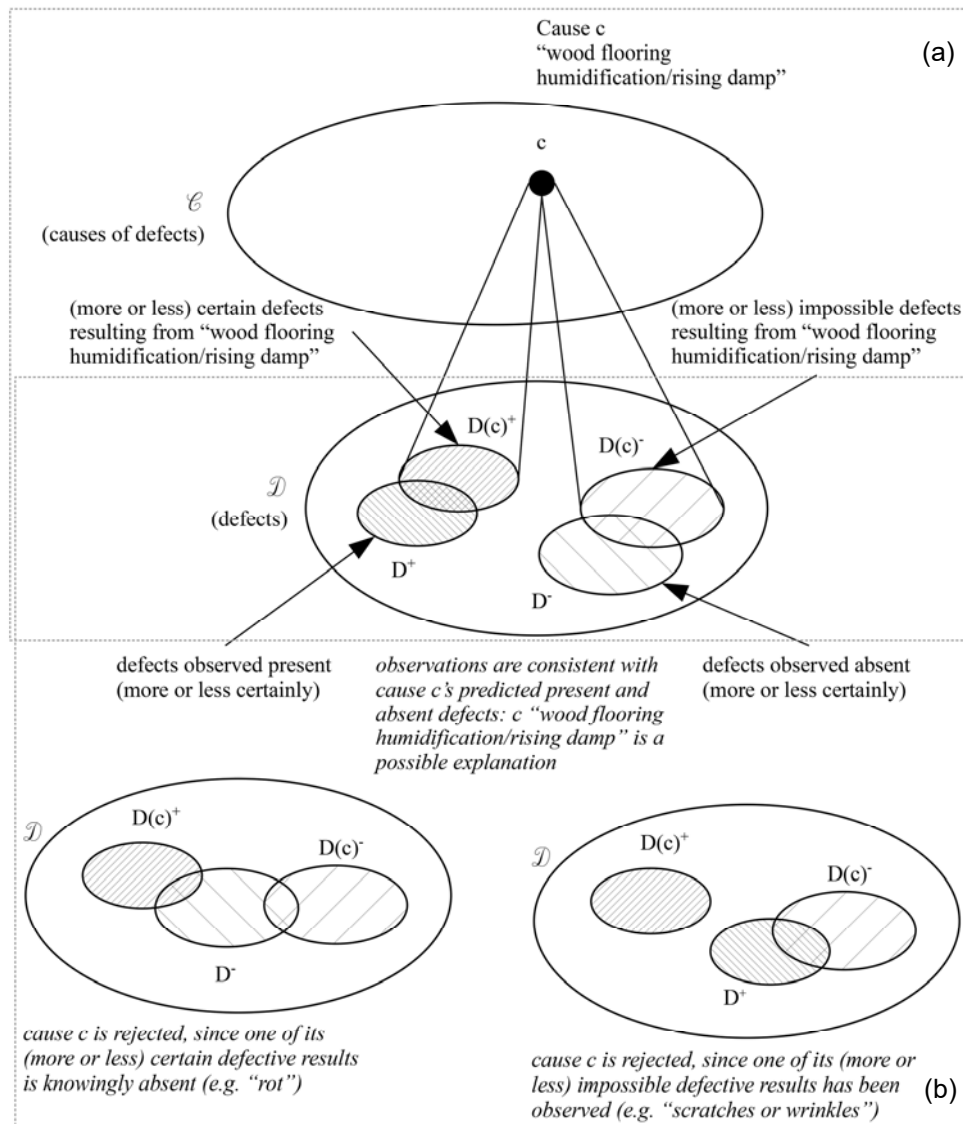 Cause c
“wood flooring
humidification/rising damp”
(a)
c
𝒞
(causes of defects)
(more or less) certain defects
resulting from “wood flooring
humidification/rising damp”
(more or less) impossible defects
resulting from “wood flooring
humidification/rising damp”
D(c)⁺
D(c)⁻
𝒟
(defects)
D⁺
D⁻
defects observed present
(more or less certainly)
observations are consistent with
cause c’s predicted present and
absent defects: c “wood flooring
humidification/rising damp” is a
possible explanation
defects observed absent
(more or less certainly)
𝒟
D(c)⁺
D(c)⁻
D⁻
cause c is rejected, since one of its
(more or less) certain defective results
is knowingly absent (e.g. “rot”)
𝒟
D(c)⁺
D(c)⁻
D⁺
cause c is rejected, since one of its (more or
less) impossible defective results has been
observed (e.g. “scratches or wrinkles”)
(b)